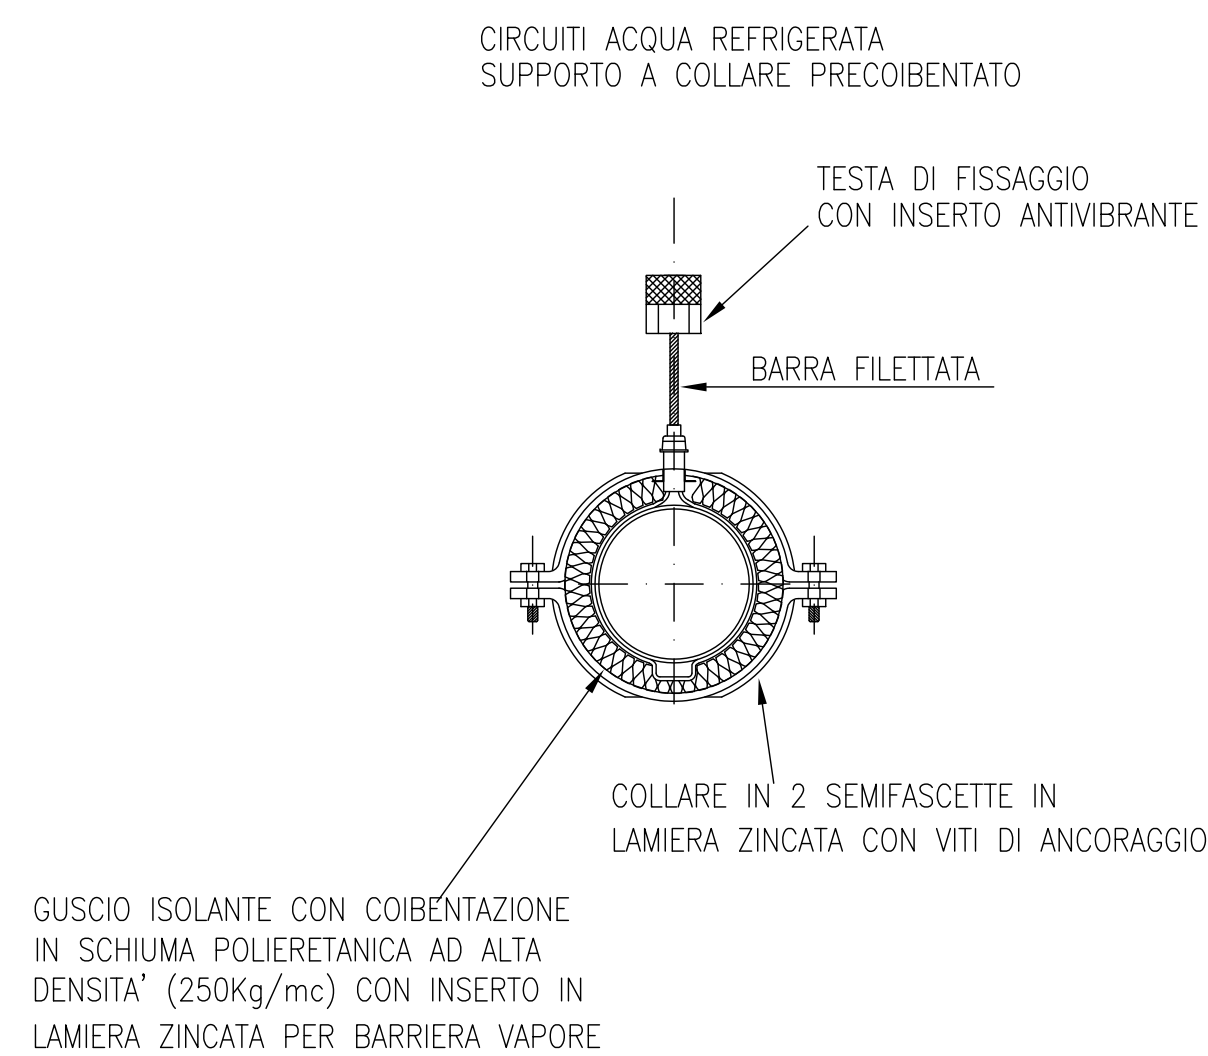 CIRCUITI ACQUA REFRIGERATA
SUPPORTO A COLLARE PRECOIBENTATO
TESTA DI FISSAGGIO
CON INSERTO ANTIVIBRANTE
BARRA FILETTATA
COLLARE IN 2 SEMIFASCETTE IN
LAMIERA ZINCATA CON VITI DI ANCORAGGIO
GUSCIO ISOLANTE CON COIBENTAZIONE
IN SCHIUMA POLIERETANICA AD ALTA
DENSITA' (250Kg/mc) CON INSERTO IN
LAMIERA ZINCATA PER BARRIERA VAPORE